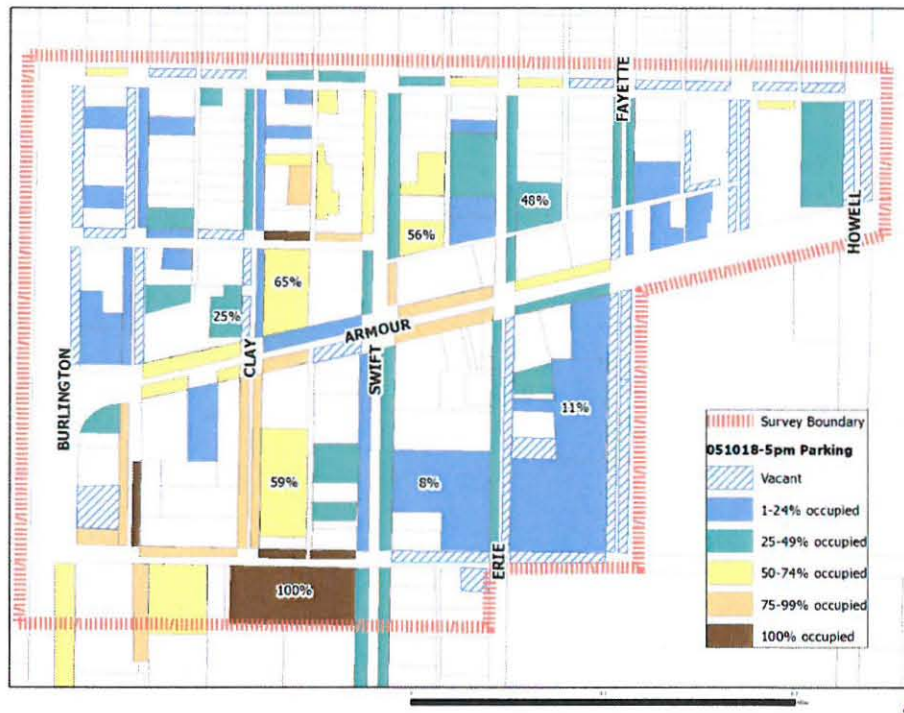 FAYETTE
48%
56%
HOWELL
65%
25%
ARMOUR
CLAY
SWIFT
BURLINGTON
11%
59%
8%
ERIE
100%
Survey Boundary
051018-5pm Parking
Vacant
1-24% occupied
25-49% occupied
50-74% occupied
75-99% occupied
100% occupied